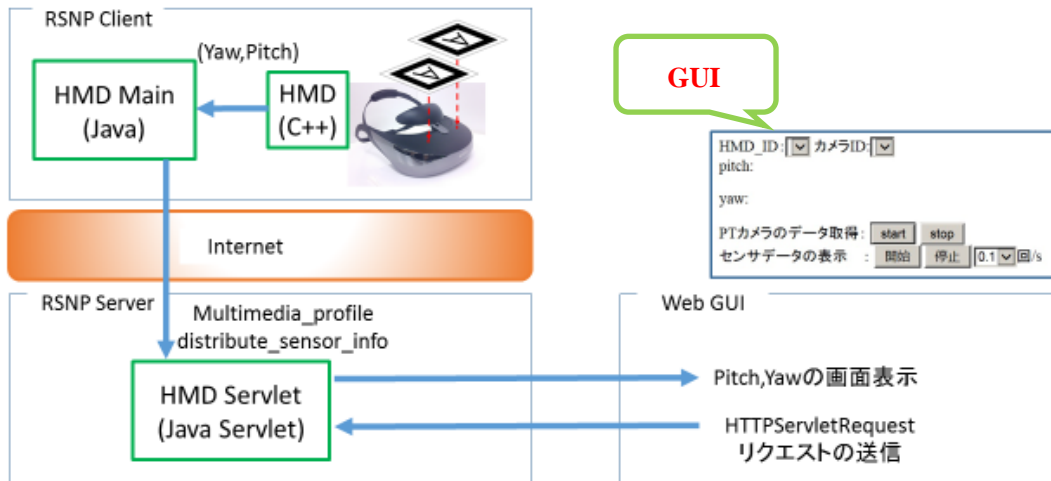 RSNP Client
(Yaw,Pitch)
HMD Main
(Java)
HMD
(C++)
GUI
HMD_ID: カメラID:
pitch:
yaw:
PTカメラのデータ取得: start stop
センサデータの表示 : 開始 停止 0.1 回/s
Internet
RSNP Server
Multimedia_profile
distribute_sensor_info
HMD Servlet
(Java Servlet)
Web GUI
Pitch,Yawの画面表示
HTTPServletRequest
リクエストの送信